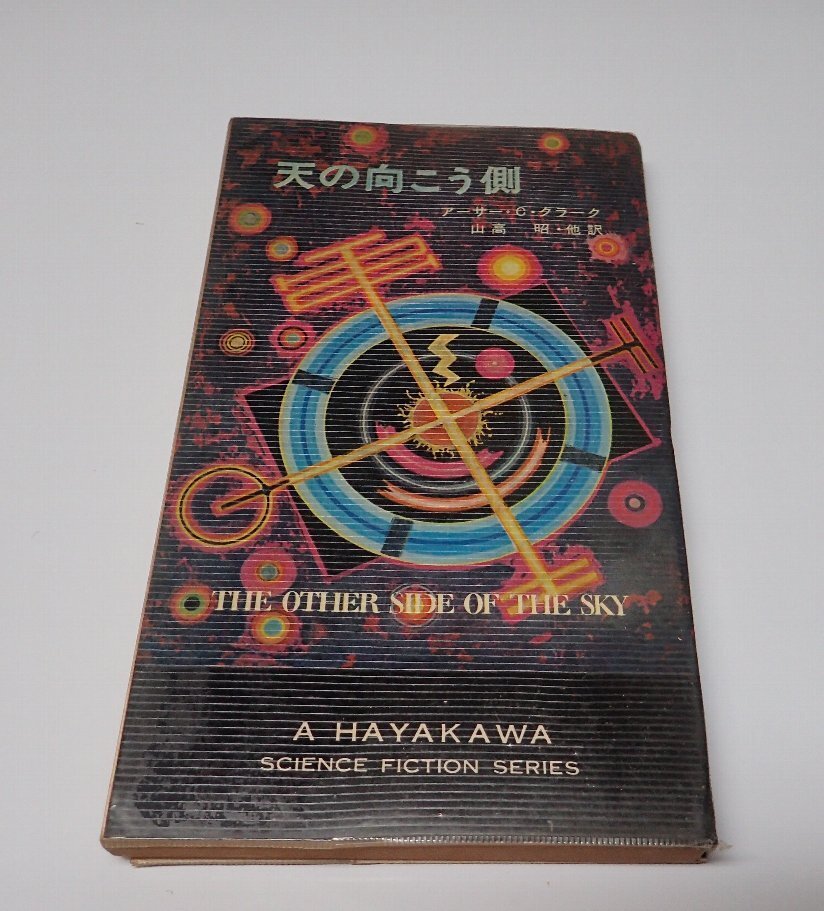 天の向こう側
アーサー・C・クラーク
山高 昭・他訳
THE OTHER SIDE OF THE SKY
A HAYAKAWA
SCIENCE FICTION SERIES